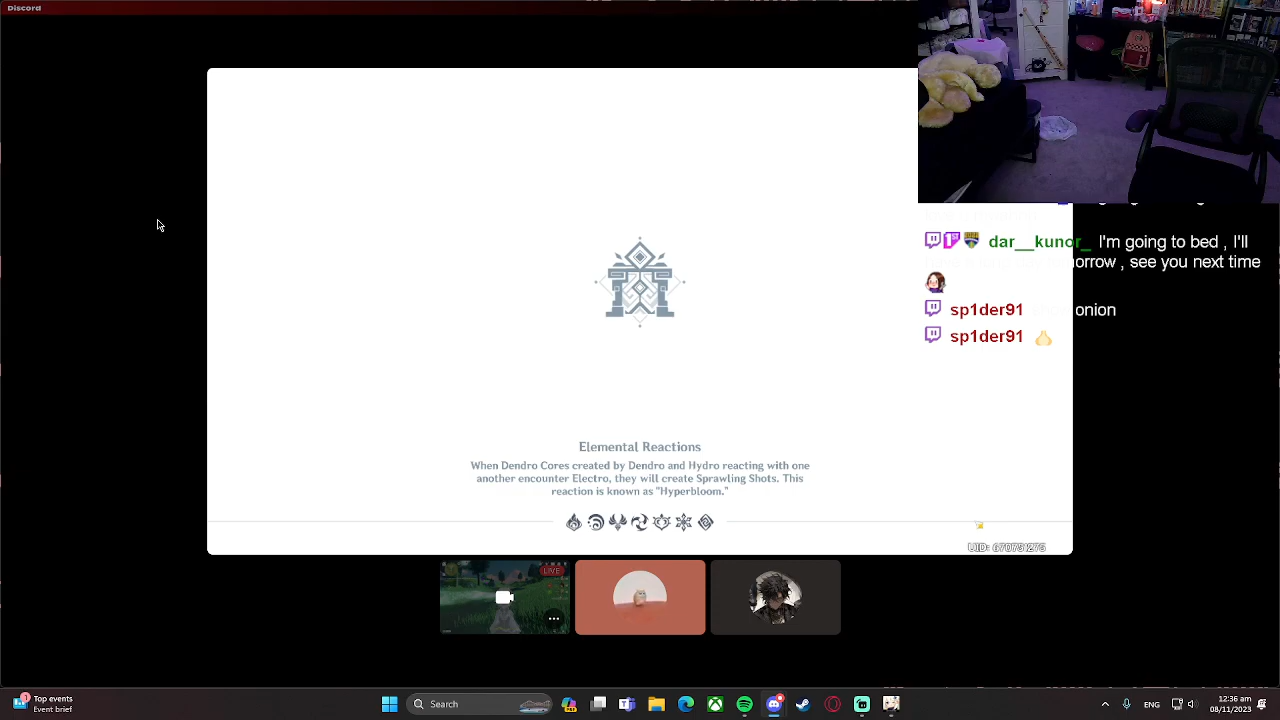 Discord
dar__kunor_ I'm going to bed , I'll
tomorrow , see you next time
sp1der91 onion
sp1der91
Elemental Reactions
When Dendro Cores created by Dendro and Hydro reacting with one
another encounter Electro, they will create Sprawling Shots. This
reaction is known as "Hyperbloom."
LIVE
1
Top events
Event brief
Search
ENG
12:36 am
08/11/2023